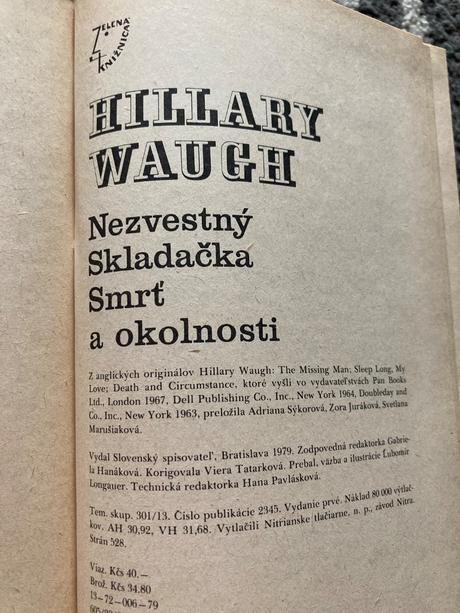 ZELENÁ
KNIŽNICA
HILLARY
WAUGH
Nezvestný
Skladačka
Smrť
a okolnosti
Z anglických originálov Hillary Waugh: The Missing Man; Sleep Long, My
Love; Death and Circumstance, ktoré vyšli vo vydavateľstvách Pan Books
Ltd., London 1967, Dell Publishing Co., Inc., New York 1964, Doubleday and
Co., Inc., New York 1963, preložila Adriana Sýkorová, Zora Juráková, Svetlana
Marušiaková.
Vydal Slovenský spisovateľ, Bratislava 1979. Zodpovedná redaktorka Gabrie-
la Hanáková. Korigovala Viera Tatarková. Prebal, väzba a ilustrácie Ľubomír
Longauer. Technická redaktorka Hana Pavlásková.
Tem. skup. 301/13. Číslo publikácie 2345. Vydanie prvé. Náklad 80 000 výtlač-
kov. AH 30,92, VH 31,68. Vytlačili Nitrianske tlačiarne, n. p., závod Nitra.
Strán 528.
Viaz. Kčs 40.—
Brož. Kčs 34.80
13—72—006—79